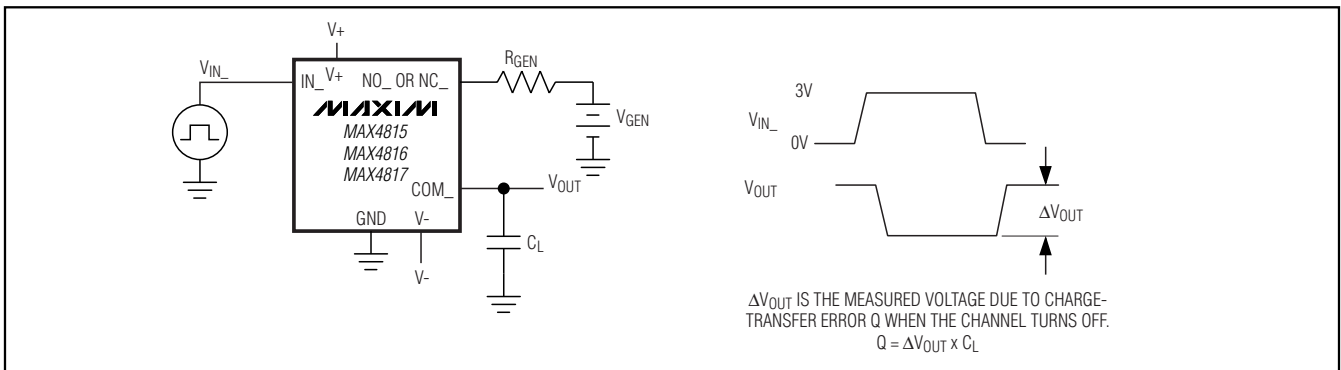 V+
V_IN_
IN_ V+ NO_ OR NC_
R_GEN
MAXIM
MAX4815
MAX4816
MAX4817
V_GEN
COM_
V_OUT
GND V-
C_L
V-
3V
V_IN_
0V
V_OUT
ΔV_OUT
ΔV_OUT IS THE MEASURED VOLTAGE DUE TO CHARGE-
TRANSFER ERROR Q WHEN THE CHANNEL TURNS OFF.
Q = ΔV_OUT x C_L